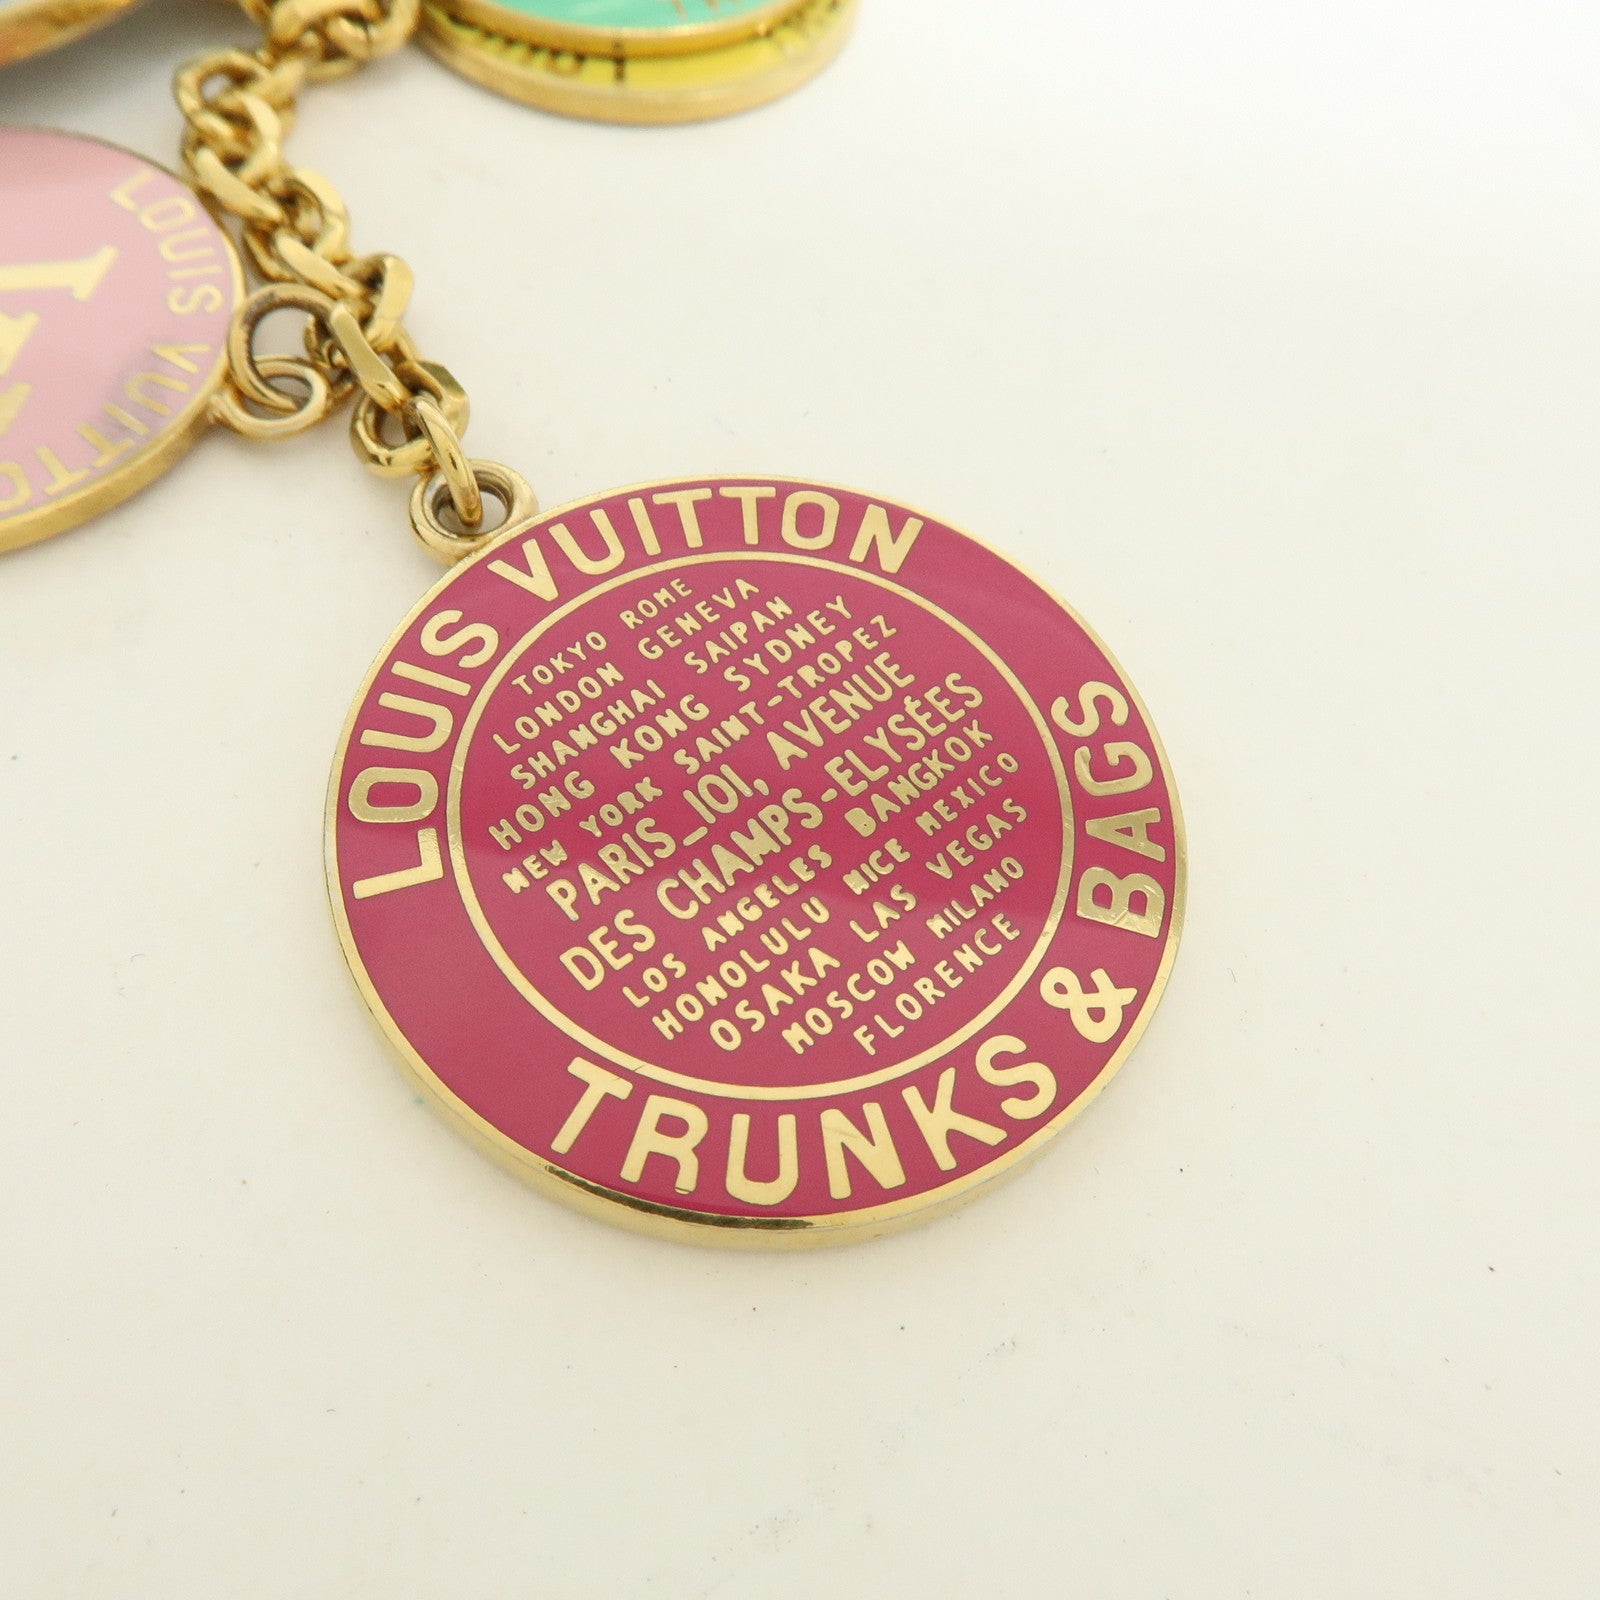 LOUIS VUITTON
LOUIS VUITTON
TRUNKS & BAGS
TOKYO ROME
LONDON GENEVA
SHANGHAI SAIPAN
HONG KONG SYDNEY
NEW YORK SAINT-TROPEZ
PARIS_101, AVENUE
DES CHAMPS-ELYSÉES
LOS ANGELES BANGKOK
HONOLULU NICE MEXICO
OSAKA LAS VEGAS
MOSCOW MILANO
FLORENCE